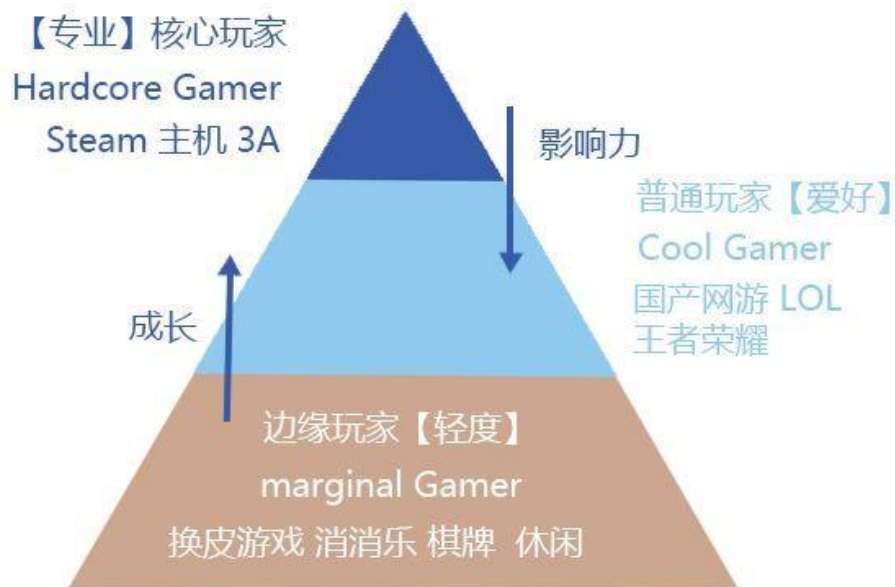 【专业】核心玩家
Hardcore Gamer
Steam 主机 3A
影响力
普通玩家【爱好】
Cool Gamer
国产网游 LOL
王者荣耀
成长
边缘玩家【轻度】
marginal Gamer
换皮游戏 消消乐 棋牌 休闲